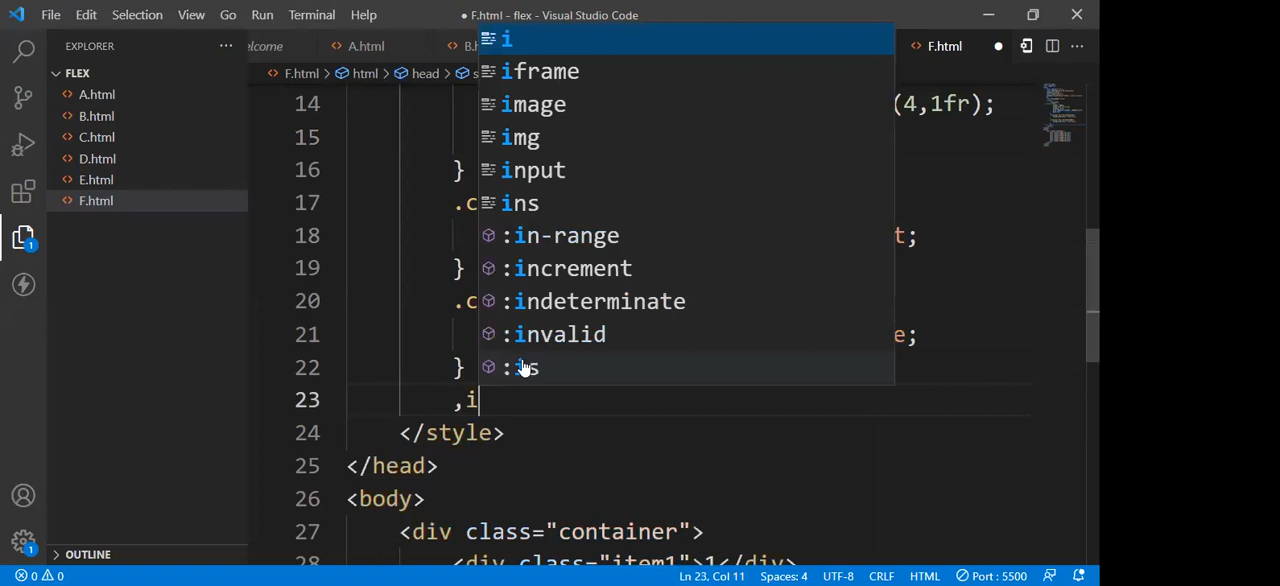 File Edit Selection View Go Run Terminal Help
● F.html - flex - Visual Studio Code
EXPLORER
elcome A.html B.h F.html
FLEX
A.html
B.html
C.html
D.html
E.html
F.html
OUTLINE
F.html > html > head > s
14 (4,1fr);
15
16 }
17 .c
18 t;
19 }
20 .c
21 e;
22 }
23 ,i
24 </style>
25 </head>
26 <body>
27 <div class="container">
28 <div class="item1">1</div>
i
iframe
image
img
input
ins
:in-range
:increment
:indeterminate
:invalid
:is
1
1
0 0 Ln 23, Col 11 Spaces: 4 UTF-8 CRLF HTML Port : 5500